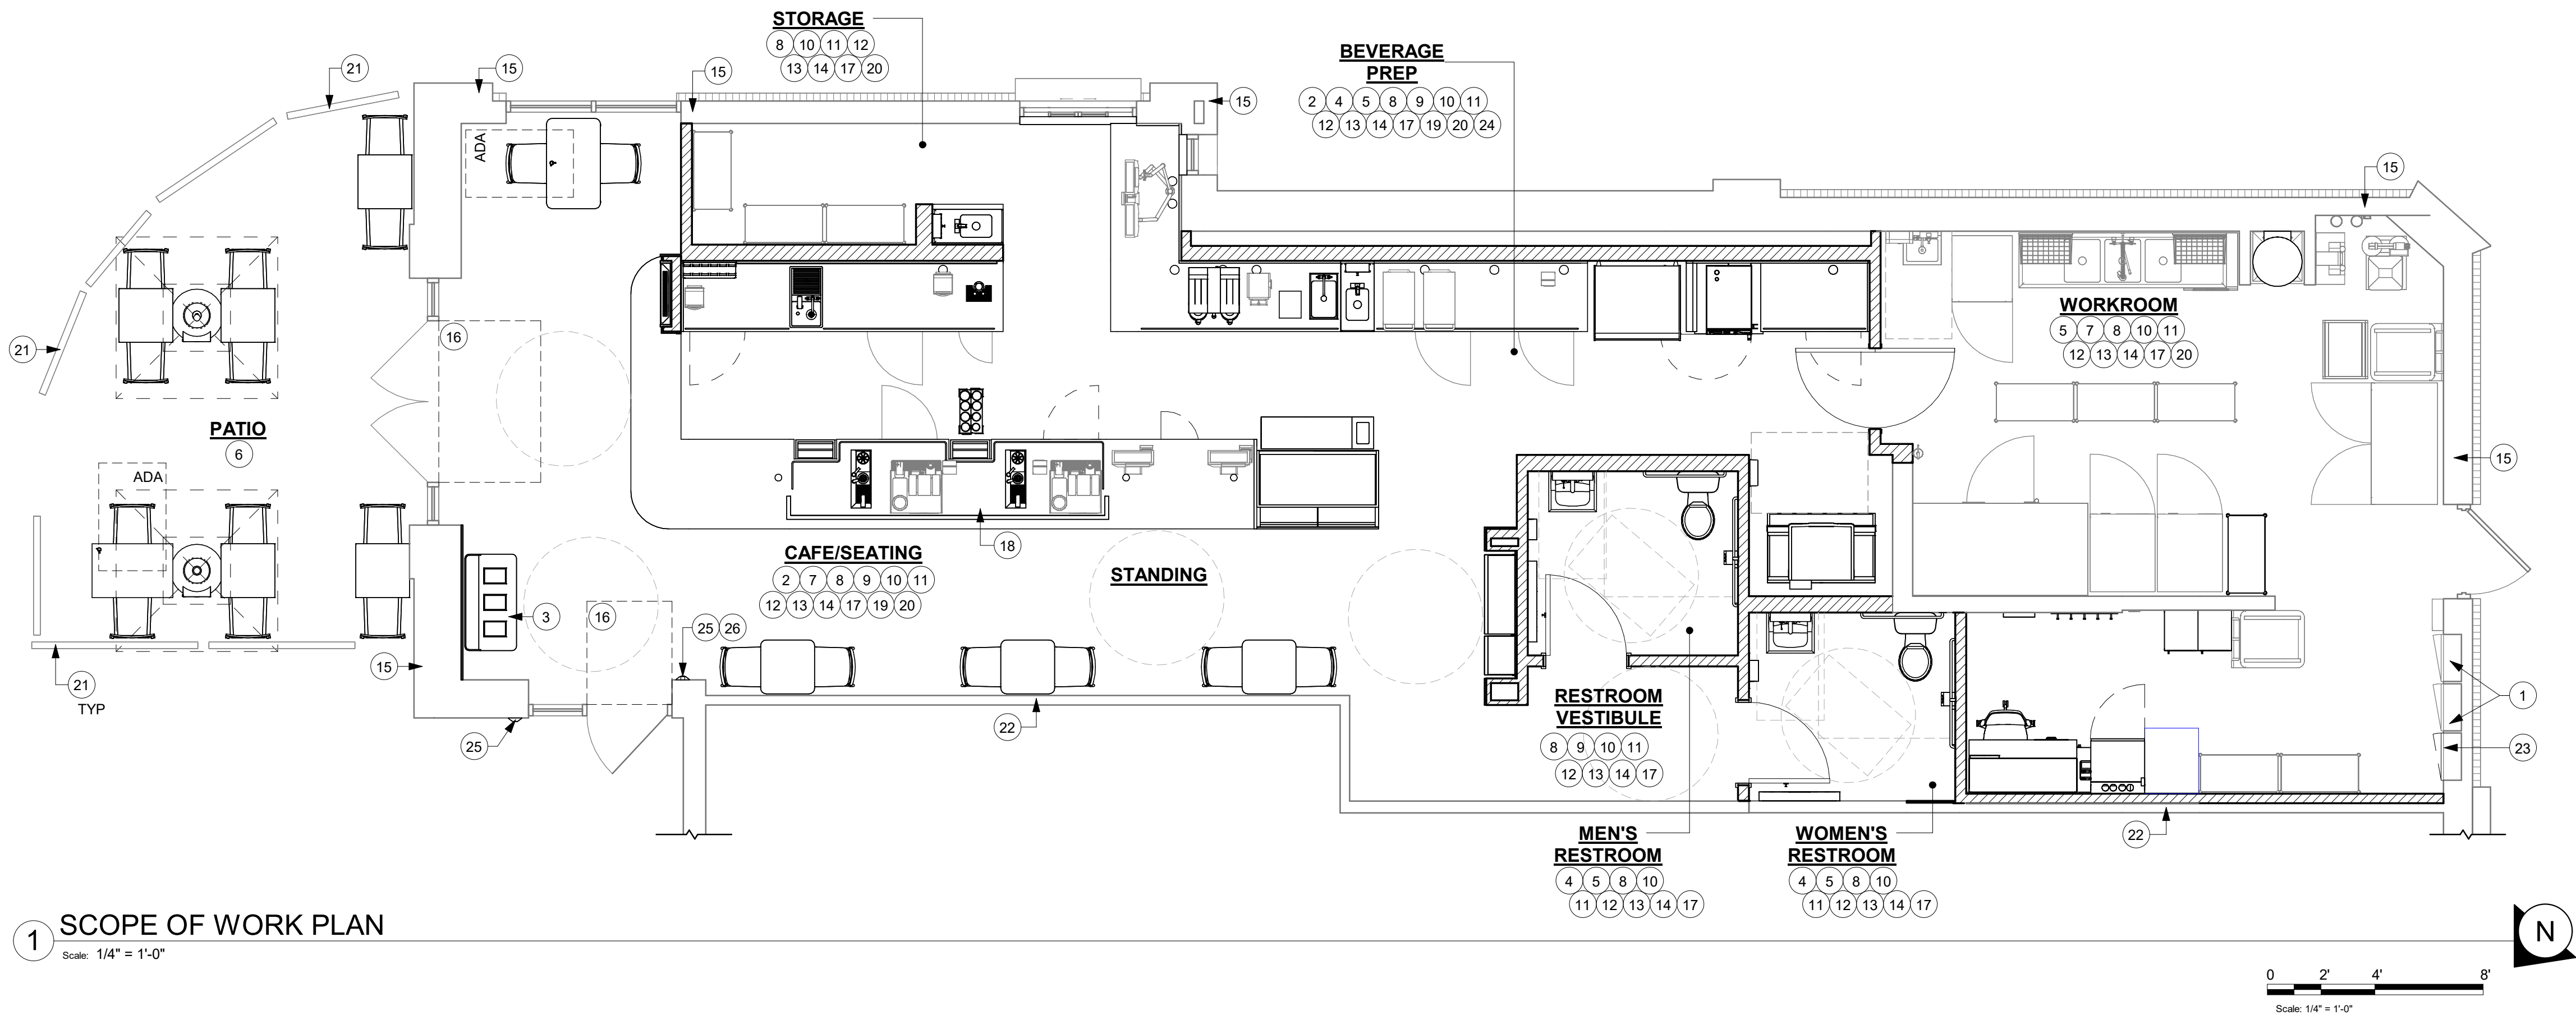 STORAGE
8 10 11 12
13 14 17 20
BEVERAGE
PREP
2 4 5 8 9 10 11
12 13 14 17 19 20 24
21
15
15
15
15
ADA
WORKROOM
5 7 8 10 11
12 13 14 17 20
16
21
PATIO
6
ADA
15
18
CAFE/SEATING
2 7 8 9 10 11
12 13 14 17 19 20
STANDING
3
16
25 26
15
21
TYP
25
22
RESTROOM
VESTIBULE
8 9 10 11
12 13 14 17
1
23
22
MEN'S
RESTROOM
4 5 8 10
11 12 13 14 17
WOMEN'S
RESTROOM
4 5 8 10
11 12 13 14 17
1 SCOPE OF WORK PLAN
Scale: 1/4" = 1'-0"
N
0 2' 4' 8'
Scale: 1/4" = 1'-0"